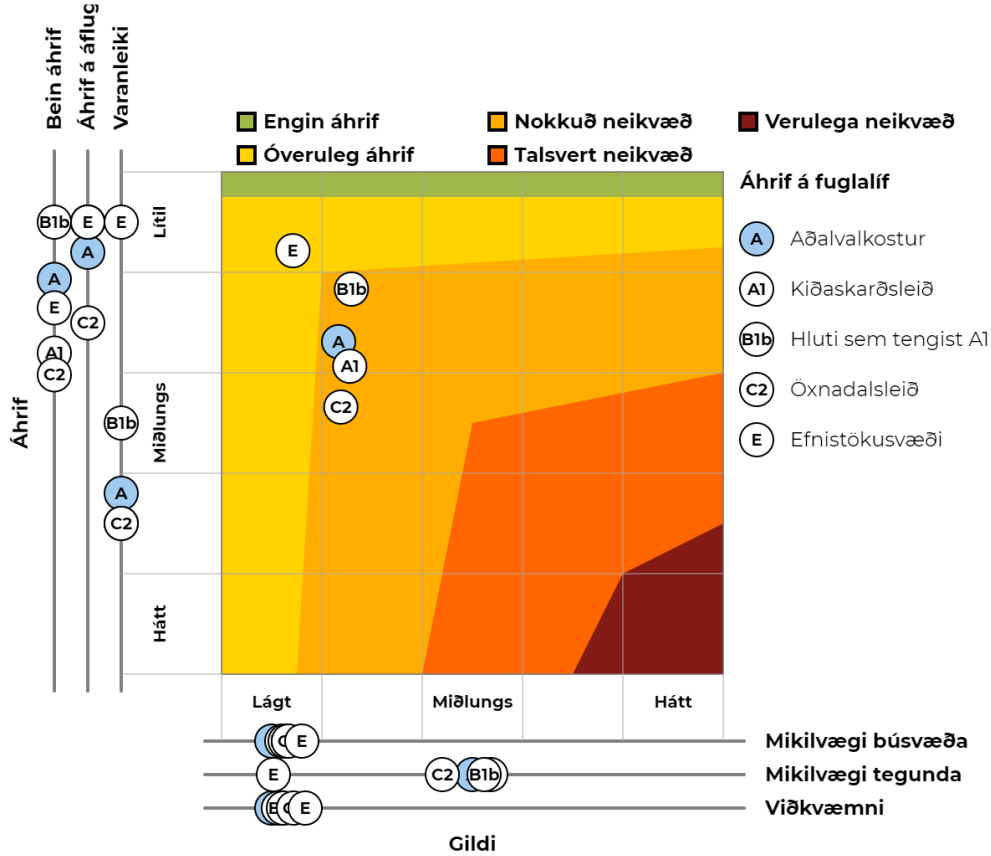 Bein áhrif
Áhrif á áflug
Varanleiki
Engin áhrif
Nokkuð neikvæð
Verulega neikvæð
Óveruleg áhrif
Talsvert neikvæð
Áhrif á fuglalíf
A Aðalvalkostur
A1 Kiðaskarðsleið
B1b Hluti sem tengist A1
C2 Öxnadalsleið
E Efnistökusvæði
Áhrif
Lítil
Miðlungs
Hátt
B1b E E
A
A
E
C2
A1
C2
B1b
A
C2
E
B1b
A
A1
C2
Lágt Miðlungs Hátt
E
Mikilvægi búsvæða
E C2 B1b
Mikilvægi tegunda
E
Viðkvæmni
Gildi